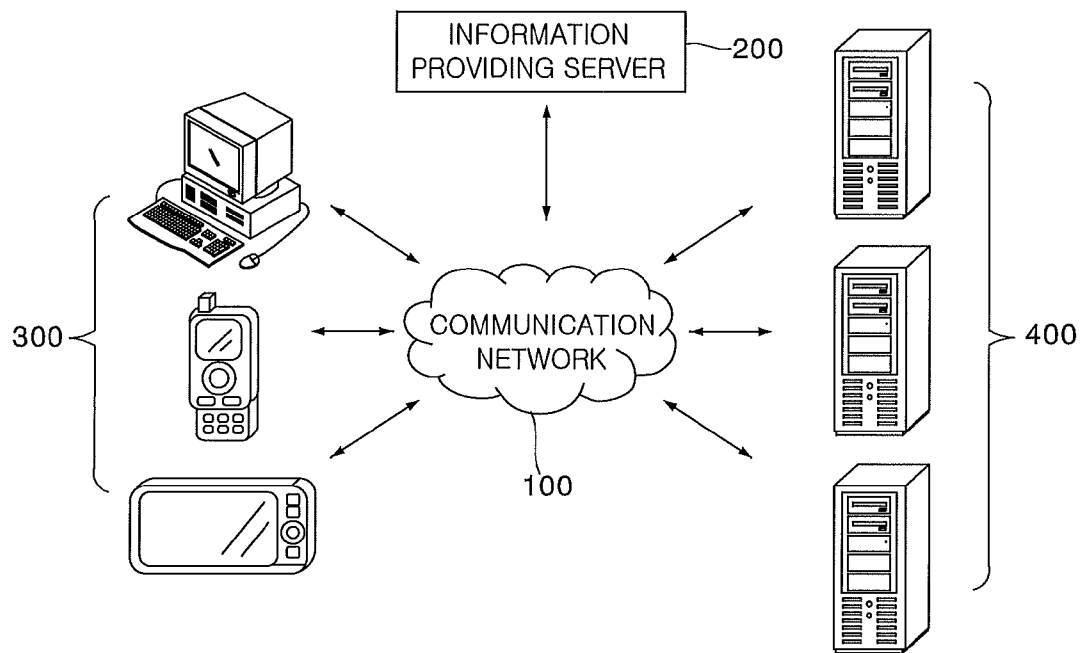 INFORMATION
PROVIDING SERVER
200
300
COMMUNICATION
NETWORK
400
100